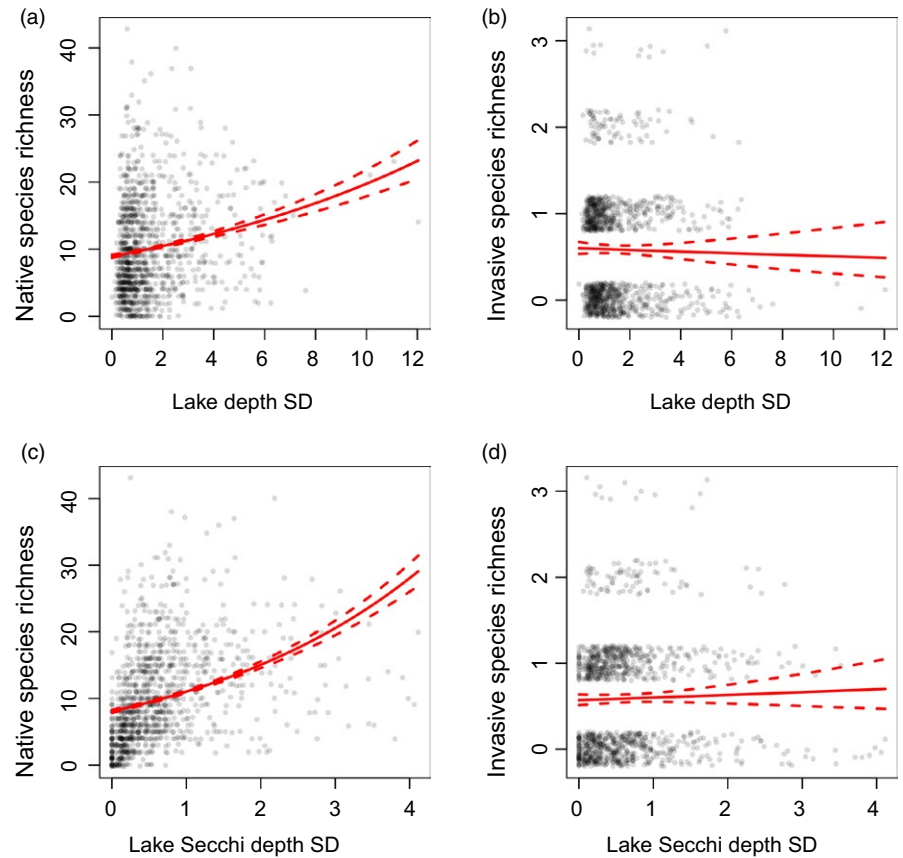 (a)
Native species richness
0 10 20 30 40
0 2 4 6 8 10 12
Lake depth SD
(b)
Invasive species richness
0 1 2 3
0 2 4 6 8 10 12
Lake depth SD
(c)
Native species richness
0 10 20 30 40
0 1 2 3 4
Lake Secchi depth SD
(d)
Invasive species richness
0 1 2 3
0 1 2 3 4
Lake Secchi depth SD